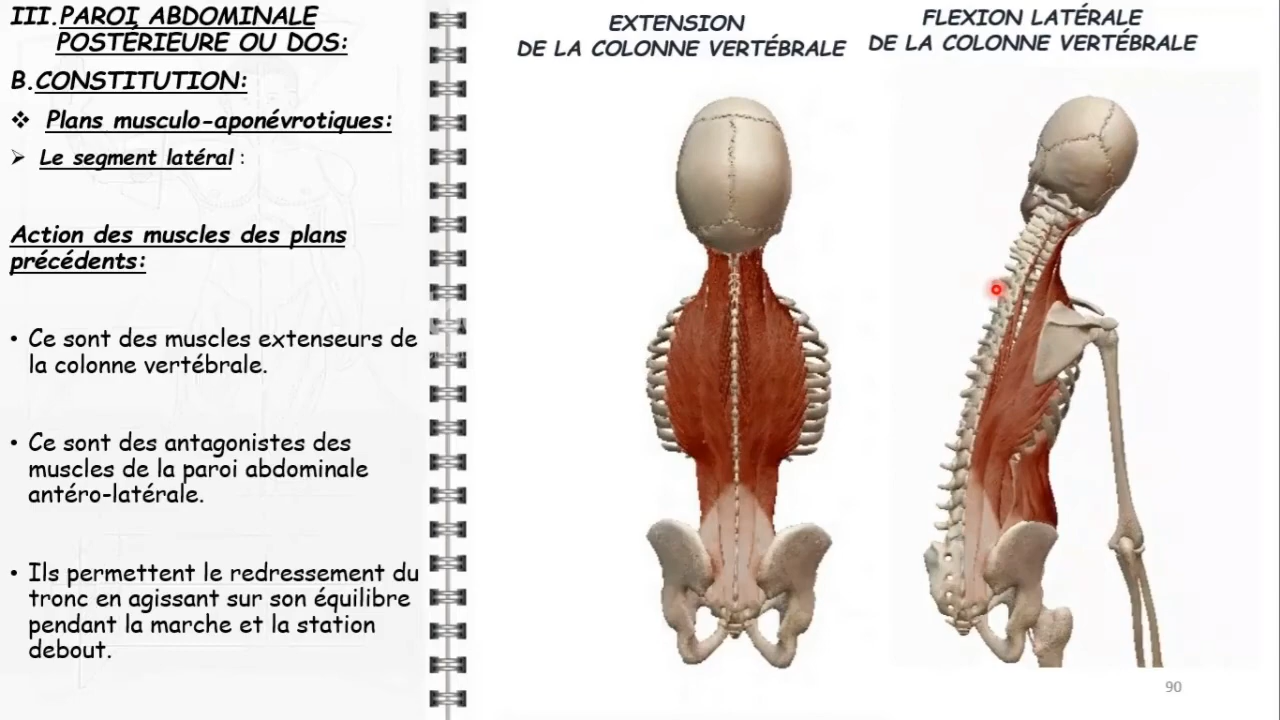 III.PAROI ABDOMINALE
POSTÉRIEURE OU DOS:
B.CONSTITUTION:
❖ Plans musculo-aponévrotiques:
➢ Le segment latéral :
Action des muscles des plans
précédents:
• Ce sont des muscles extenseurs de
la colonne vertébrale.
• Ce sont des antagonistes des
muscles de la paroi abdominale
antéro-latérale.
• Ils permettent le redressement du
tronc en agissant sur son équilibre
pendant la marche et la station
debout.
EXTENSION
DE LA COLONNE VERTÉBRALE
FLEXION LATÉRALE
DE LA COLONNE VERTÉBRALE
90